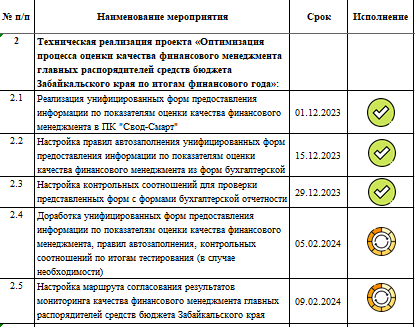 № п/п Наименование мероприятия Срок Исполнение
2 Техническая реализация проекта «Оптимизация
процесса оценки качества финансового менеджмента
главных распорядителей средств бюджета
Забайкальского края по итогам финансового года»:
2.1 Реализация унифицированных форм предоставления
информации по показателям оценки качества финансового
менеджмента в ПК "Свод-Смарт"
01.12.2023
2.2 Настройка правил автозаполнения унифицированных форм
предоставления информации по показателям оценки
качества финансового менеджмента из форм бухгалтерской
15.12.2023
2.3 Настройка контрольных соотношений для проверки
представленных форм с формами бухгалтерской отчетности
29.12.2023
2.4 Доработка унифицированных форм предоставления
информации по показателям оценки качества финансового
менеджмента, правил автозаполнения, контрольных
соотношений по итогам тестирования (в случае
необходимости)
05.02.2024
2.5 Настройка маршрута согласования результатов
мониторинга качества финансового менеджмента главных
распорядителей средств бюджета Забайкальского края
09.02.2024